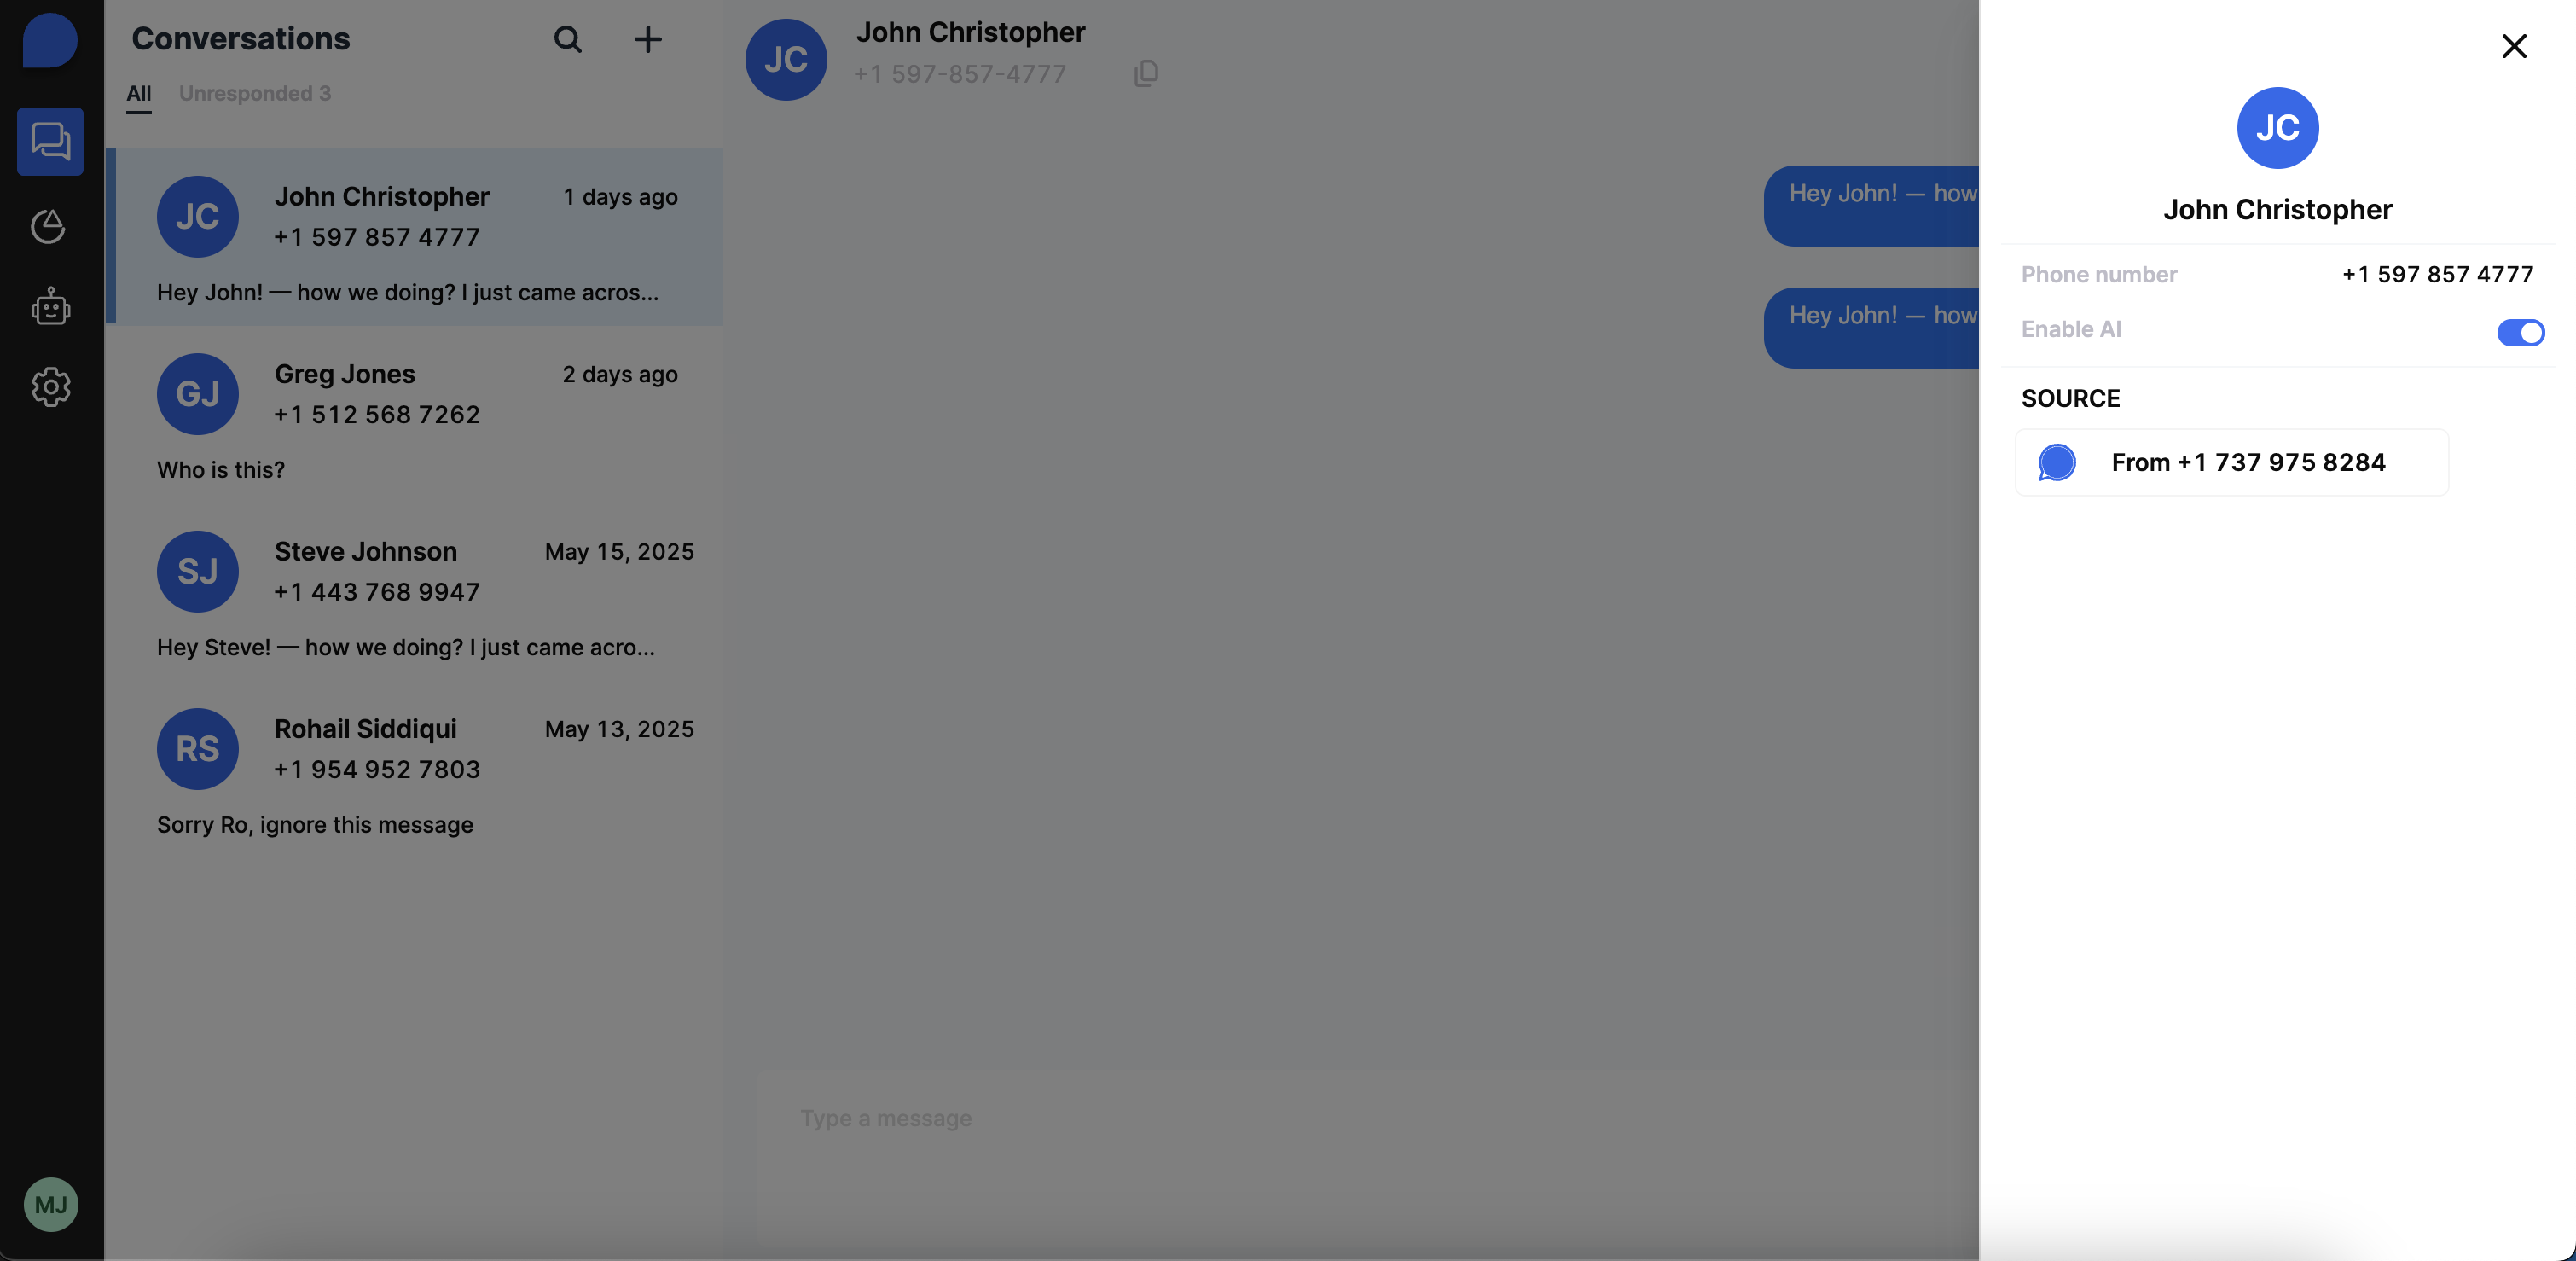 Conversations
All Unresponded 3
JC John Christopher 1 days ago
+1 597 857 4777
Hey John! — how we doing? I just came acros...
GJ Greg Jones 2 days ago
+1 512 568 7262
Who is this?
SJ Steve Johnson May 15, 2025
+1 443 768 9947
Hey Steve! — how we doing? I just came acro...
RS Rohail Siddiqui May 13, 2025
+1 954 952 7803
Sorry Ro, ignore this message
MJ
JC John Christopher
+1 597-857-4777
Hey John! — how
Hey John! — how
Type a message
JC
John Christopher
Phone number +1 597 857 4777
Enable AI
SOURCE
From +1 737 975 8284